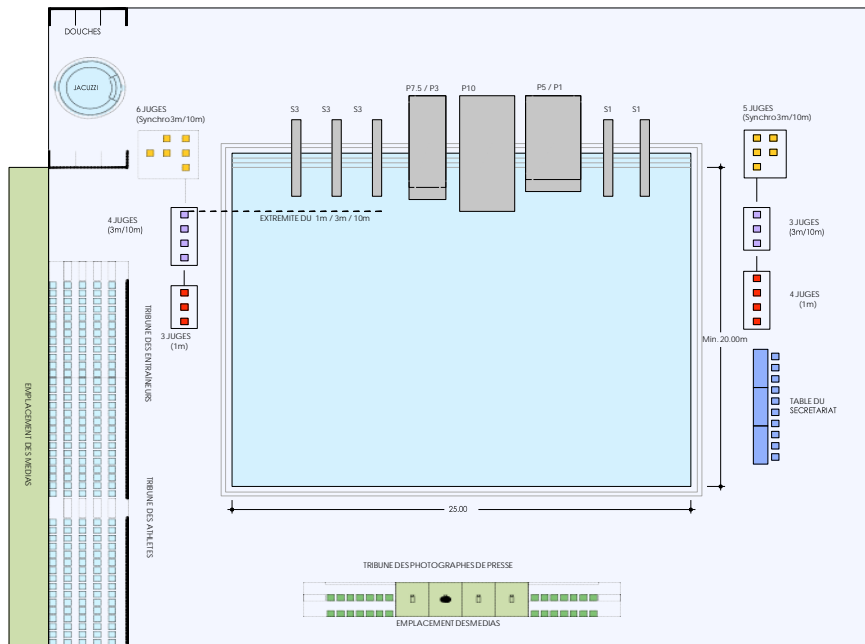 DOUCHES
JACUZZI
6 JUGES
(Synchro3m/10m)
S3
S3
S3
P7.5 / P3
P10
P5 / P1
S1
S1
5 JUGES
(Synchro3m/10m)
4 JUGES
(3m/10m)
EXTREMITE DU 1m / 3m / 10m
3 JUGES
(3m/10m)
3 JUGES
(1m)
4 JUGES
(1m)
Min. 20.00m
TABLE DU
SECRETARIAT
EMPLACEMENT DES MEDIAS
TRIBUNE DES ENTRAÎNEURS
TRIBUNE DES ATHLETES
25.00
TRIBUNE DES PHOTOGRAPHES DE PRESSE
EMPLACEMENT DES MEDIAS